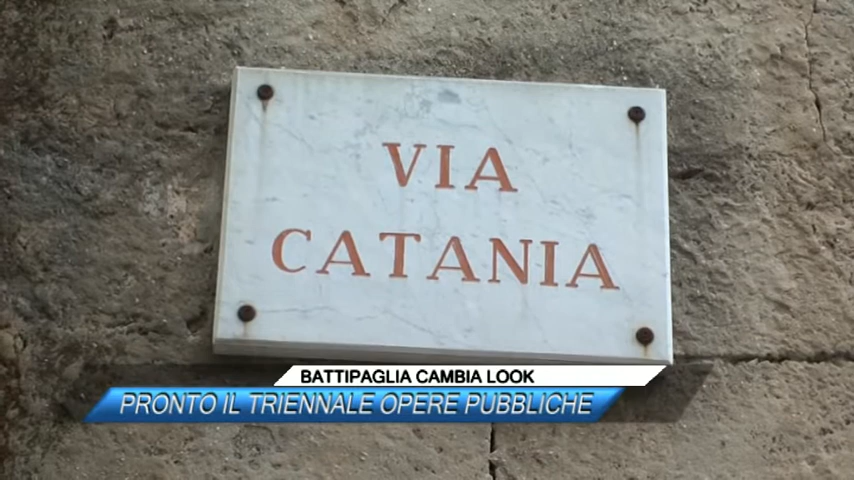 VIA
CATANIA
BATTIPAGLIA CAMBIA LOOK
PRONTO IL TRIENNALE OPERE PUBBLICHE